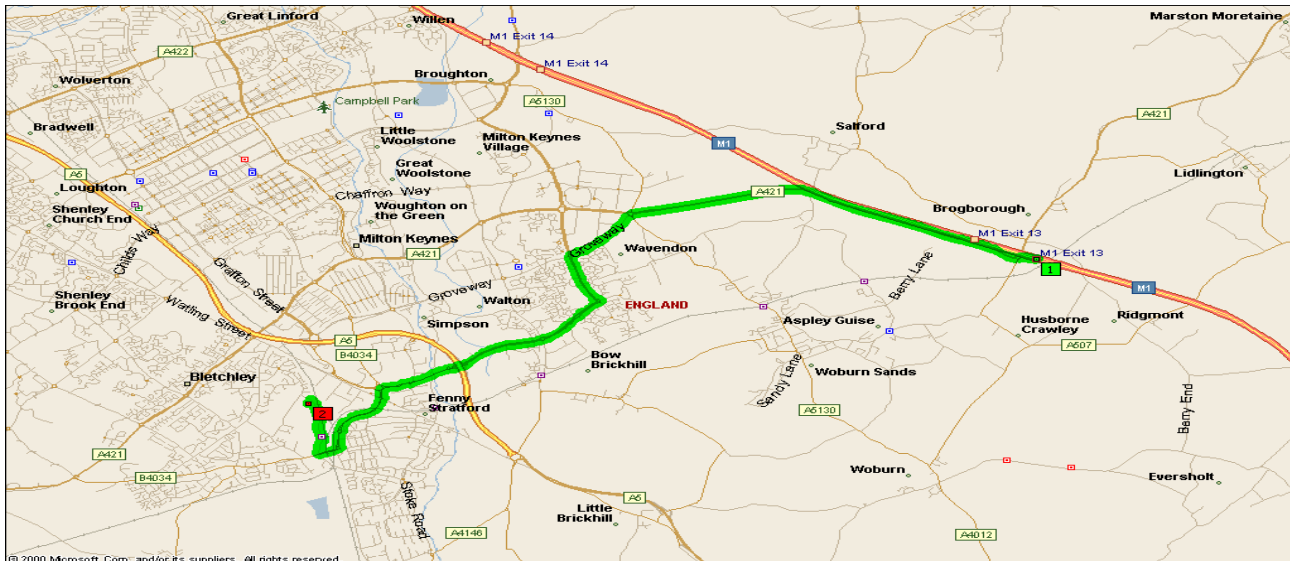 Great Linford
Willen
M1 Exit 14
Marston Moretaine
A422
M1 Exit 14
Wolverton
Broughton
Campbell Park
A5130
A421
Bradwell
Little
Woolstone
Milton Keynes
Village
Salford
M1
A5
Great
Woolstone
Lidlington
Loughton
Chaffron Way
A421
Shenley
Church End
Woughton on
the Green
Brogborough
Childs Way
Milton Keynes
Groveway
Wavendon
M1 Exit 13
A421
M1 Exit 13
1
Grafton Street
Berry Lane
M1
Shenley
Brook End
Groveway
Walton
ENGLAND
Watling Street
Simpson
Aspley Guise
Husborne
Crawley
Ridgmont
A5
B4034
Bow
Brickhill
A507
Bletchley
Woburn Sands
Sandy Lane
Fenny
Stratford
2
A5130
Berry End
A421
B4034
Woburn
Eversholt
Stoke Road
A5
Little
Brickhill
A4146
A4012
© 2000 Microsoft Corp. and/or its suppliers. All rights reserved.